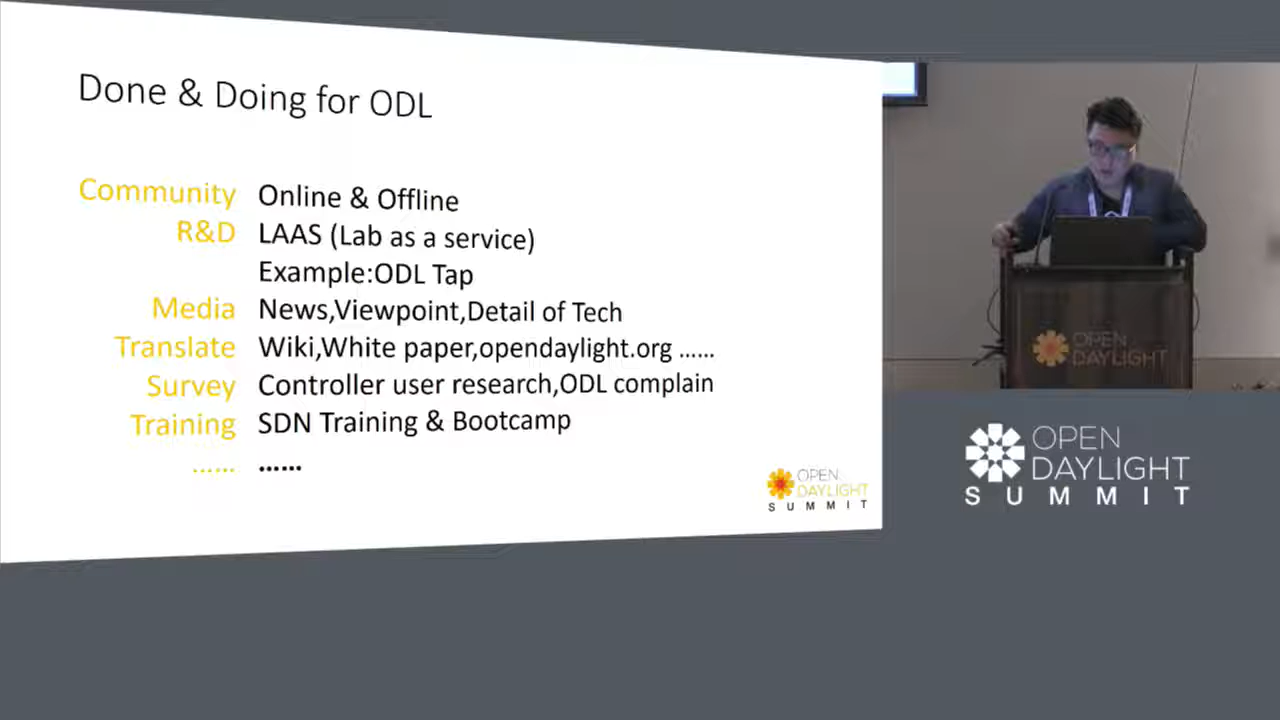 Done & Doing for ODL
Community Online & Offline
R&D LAAS (Lab as a service)
Example:ODL Tap
Media News,Viewpoint,Detail of Tech
Translate Wiki,White paper,opendaylight.org ......
Survey Controller user research,ODL complain
Training SDN Training & Bootcamp
...... ......
OPEN
DAYLIGHT
SUMMIT
OPEN
DAYLIGHT
OPEN
DAYLIGHT
SUMMIT